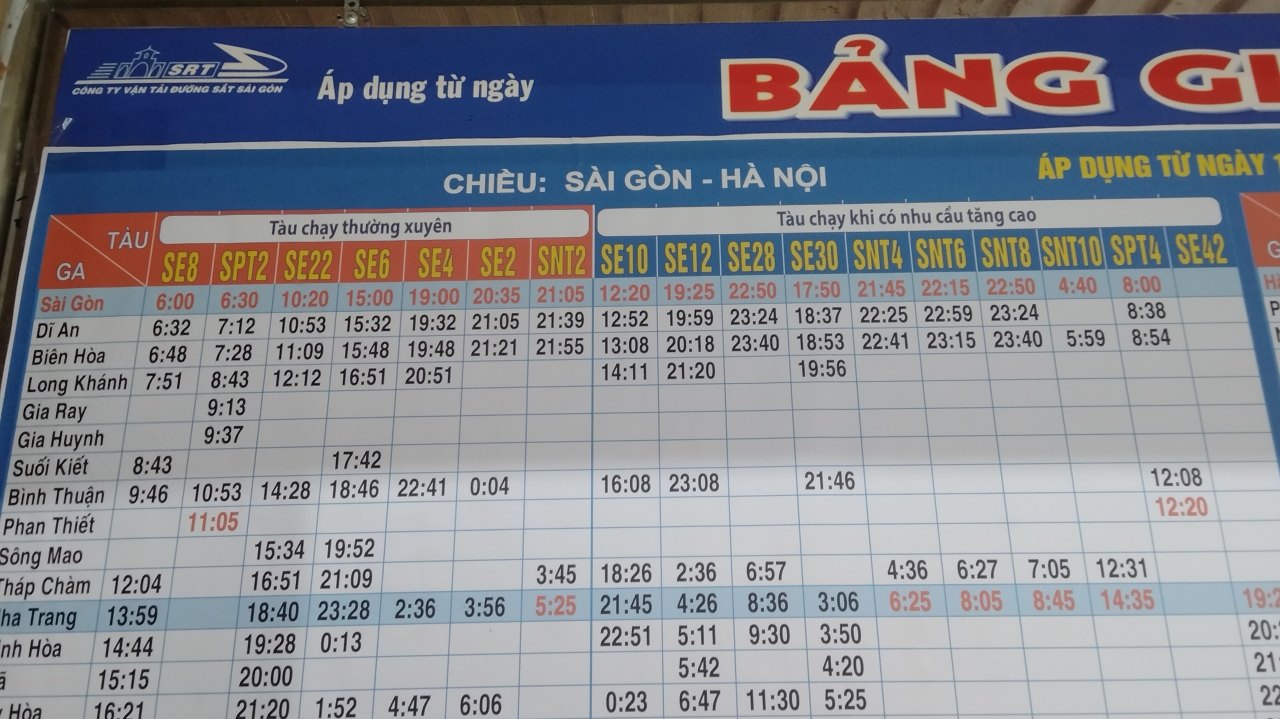 SRT
CÔNG TY VẬN TẢI ĐƯỜNG SẮT SÀI GÒN
Áp dụng từ ngày
BẢNG GI
CHIỀU: SÀI GÒN - HÀ NỘI
ÁP DỤNG TỪ NGÀY 1
TÀU GA Tàu chạy thường xuyên Tàu chạy khi có nhu cầu tăng cao
SE8 SPT2 SE22 SE6 SE4 SE2 SNT2 SE10 SE12 SE28 SE30 SNT4 SNT6 SNT8 SNT10 SPT4 SE42
Sài Gòn 6:00 6:30 10:20 15:00 19:00 20:35 21:05 12:20 19:25 22:50 17:50 21:45 22:15 22:50 4:40 8:00
Dĩ An 6:32 7:12 10:53 15:32 19:32 21:05 21:39 12:52 19:59 23:24 18:37 22:25 22:59 23:24 8:38
Biên Hòa 6:48 7:28 11:09 15:48 19:48 21:21 21:55 13:08 20:18 23:40 18:53 22:41 23:15 23:40 5:59 8:54
Long Khánh 7:51 8:43 12:12 16:51 20:51 14:11 21:20 19:56
Gia Ray 9:13
Gia Huynh 9:37
Suối Kiết 8:43 17:42
Bình Thuận 9:46 10:53 14:28 18:46 22:41 0:04 16:08 23:08 21:46 12:08
Phan Thiết 11:05 12:20
Sông Mao 15:34 19:52
Tháp Chàm 12:04 16:51 21:09 3:45 18:26 2:36 6:57 4:36 6:27 7:05 12:31
ha Trang 13:59 18:40 23:28 2:36 3:56 5:25 21:45 4:26 8:36 3:06 6:25 8:05 8:45 14:35 19:2
inh Hòa 14:44 19:28 0:13 22:51 5:11 9:30 3:50 20:
ã 15:15 20:00 5:42 4:20 21
Hòa 16:21 21:20 1:52 4:47 6:06 0:23 6:47 11:30 5:25 22